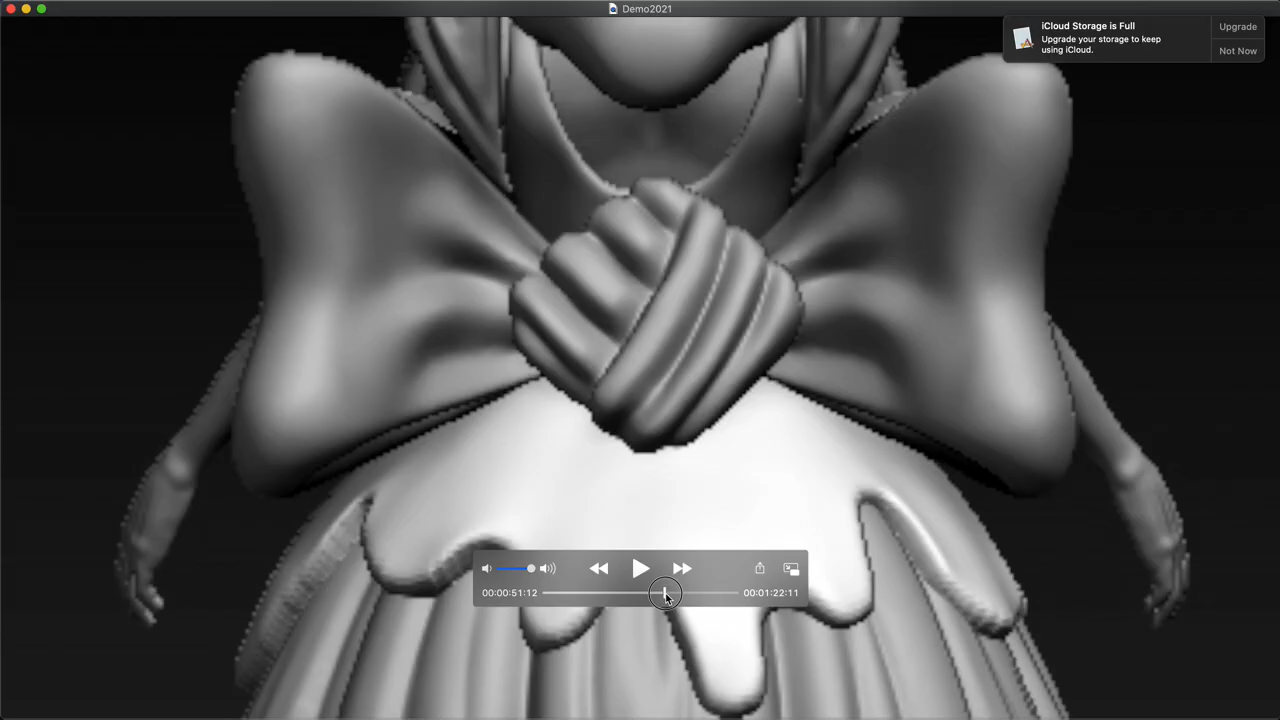 Demo2021
iCloud Storage is Full
Upgrade your storage to keep
using iCloud.
Upgrade
Not Now
00:00:51:12
00:01:22:11